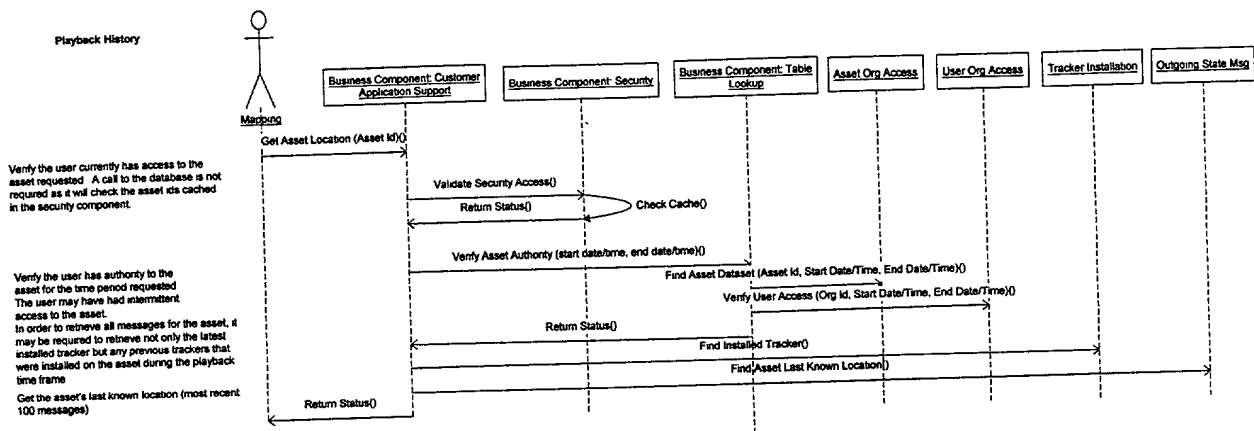 Playback History
Mapping
Business Component: Customer
Application Support
Business Component: Security
Business Component: Table
Lookup
Asset Org Access
User Org Access
Tracker Installation
Outgoing State Msg
Get Asset Location (Asset Id)()
Verify the user currently has access to the
asset requested A call to the database is not
required as it will check the asset ids cached
in the security component.
Validate Security Access()
Return Status()
Check Cache()
Verify Asset Authority (start date/time, end date/time)()
Find Asset Dataset (Asset Id, Start Date/Time, End Date/Time)()
Verify User Access (Org Id, Start Date/Time, End Date/Time)()
Verify the user has authority to the
asset for the time period requested
The user may have had intermittent
access to the asset.
In order to retrieve all messages for the asset, it
may be required to retrieve not only the latest
installed tracker but any previous trackers that
were installed on the asset during the playback
time frame
Return Status()
Find Installed Tracker()
Find Asset Last Known Location()
Get the asset's last known location (most recent
100 messages)
Return Status()